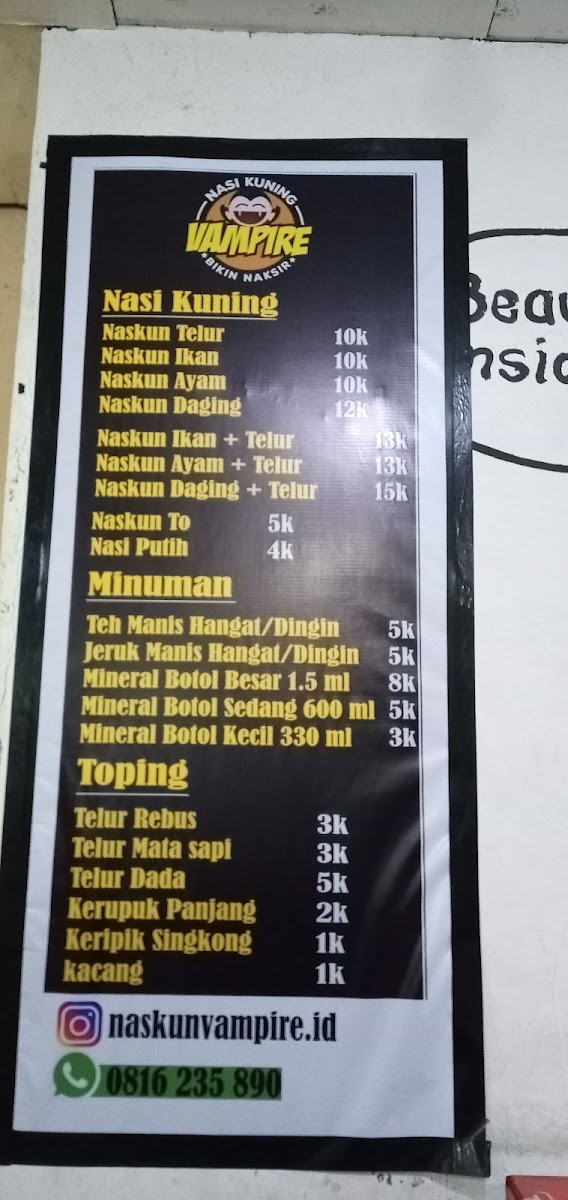 NASI KUNING
VAMPIRE
BIKIN NAKSIR
Nasi Kuning
Naskun Telur 10k
Naskun Ikan 10k
Naskun Ayam 10k
Naskun Daging 12k
Naskun Ikan + Telur 13k
Naskun Ayam + Telur 13k
Naskun Daging + Telur 15k
Naskun To 5k
Nasi Putih 4k
Minuman
Teh Manis Hangat/Dingin 5k
Jeruk Manis Hangat/Dingin 5k
Mineral Botol Besar 1.5 ml 8k
Mineral Botol Sedang 600 ml 5k
Mineral Botol Kecil 330 ml 3k
Toping
Telur Rebus 3k
Telur Mata sapi 3k
Telur Dada 5k
Kerupuk Panjang 2k
Keripik Singkong 1k
kacang 1k
naskunvampire.id
0816 235 890